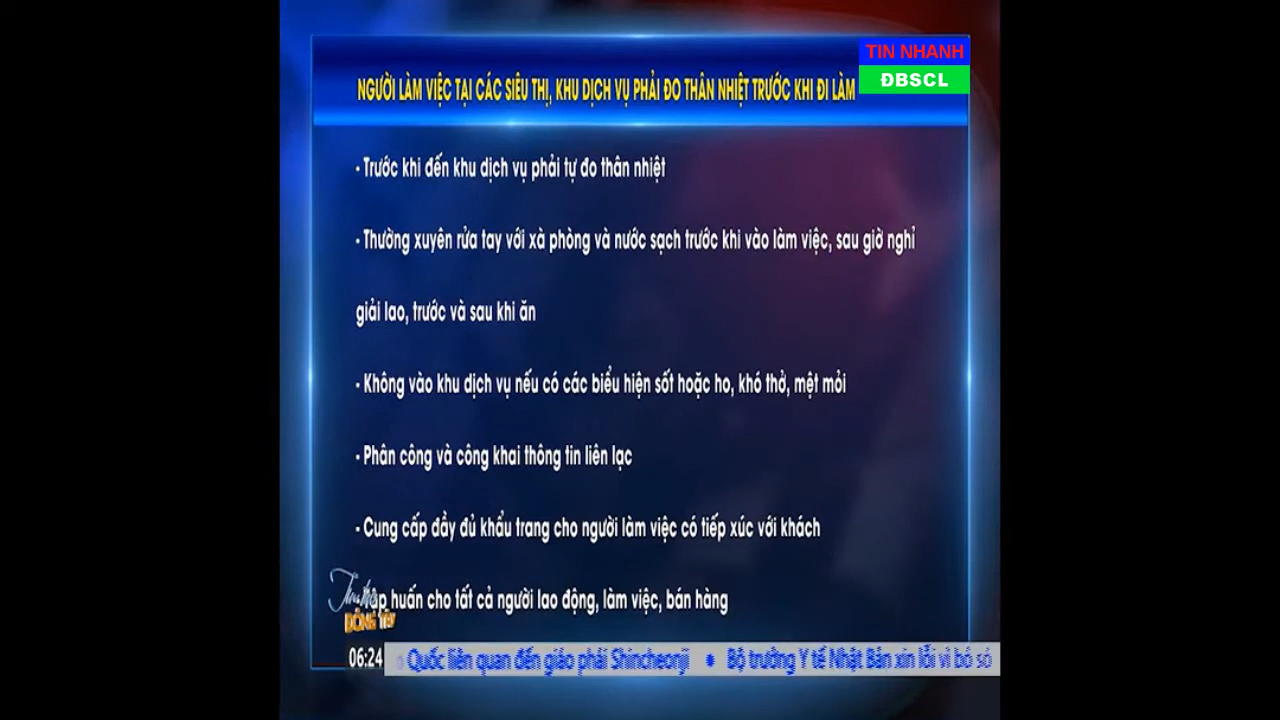 TIN NHANH
ĐBSCL
NGƯỜI LÀM VIỆC TẠI CÁC SIÊU THỊ, KHU DỊCH VỤ PHẢI ĐO THÂN NHIỆT TRƯỚC KHI ĐI LÀM
• Trước khi đến khu dịch vụ phải tự đo thân nhiệt
• Thường xuyên rửa tay với xà phòng và nước sạch trước khi vào làm việc, sau giờ nghỉ
giải lao, trước và sau khi ăn
• Không vào khu dịch vụ nếu có các biểu hiện sốt hoặc ho, khó thở, mệt mỏi
• Phân công và công khai thông tin liên lạc
• Cung cấp đầy đủ khẩu trang cho người làm việc có tiếp xúc với khách
huấn cho tất cả người lao động, làm việc, bán hàng
06:24 Quốc liên quan đến giáo phái Shincheonji • Bộ trưởng Y tế Nhật Bản xin lỗi vì bỏ só